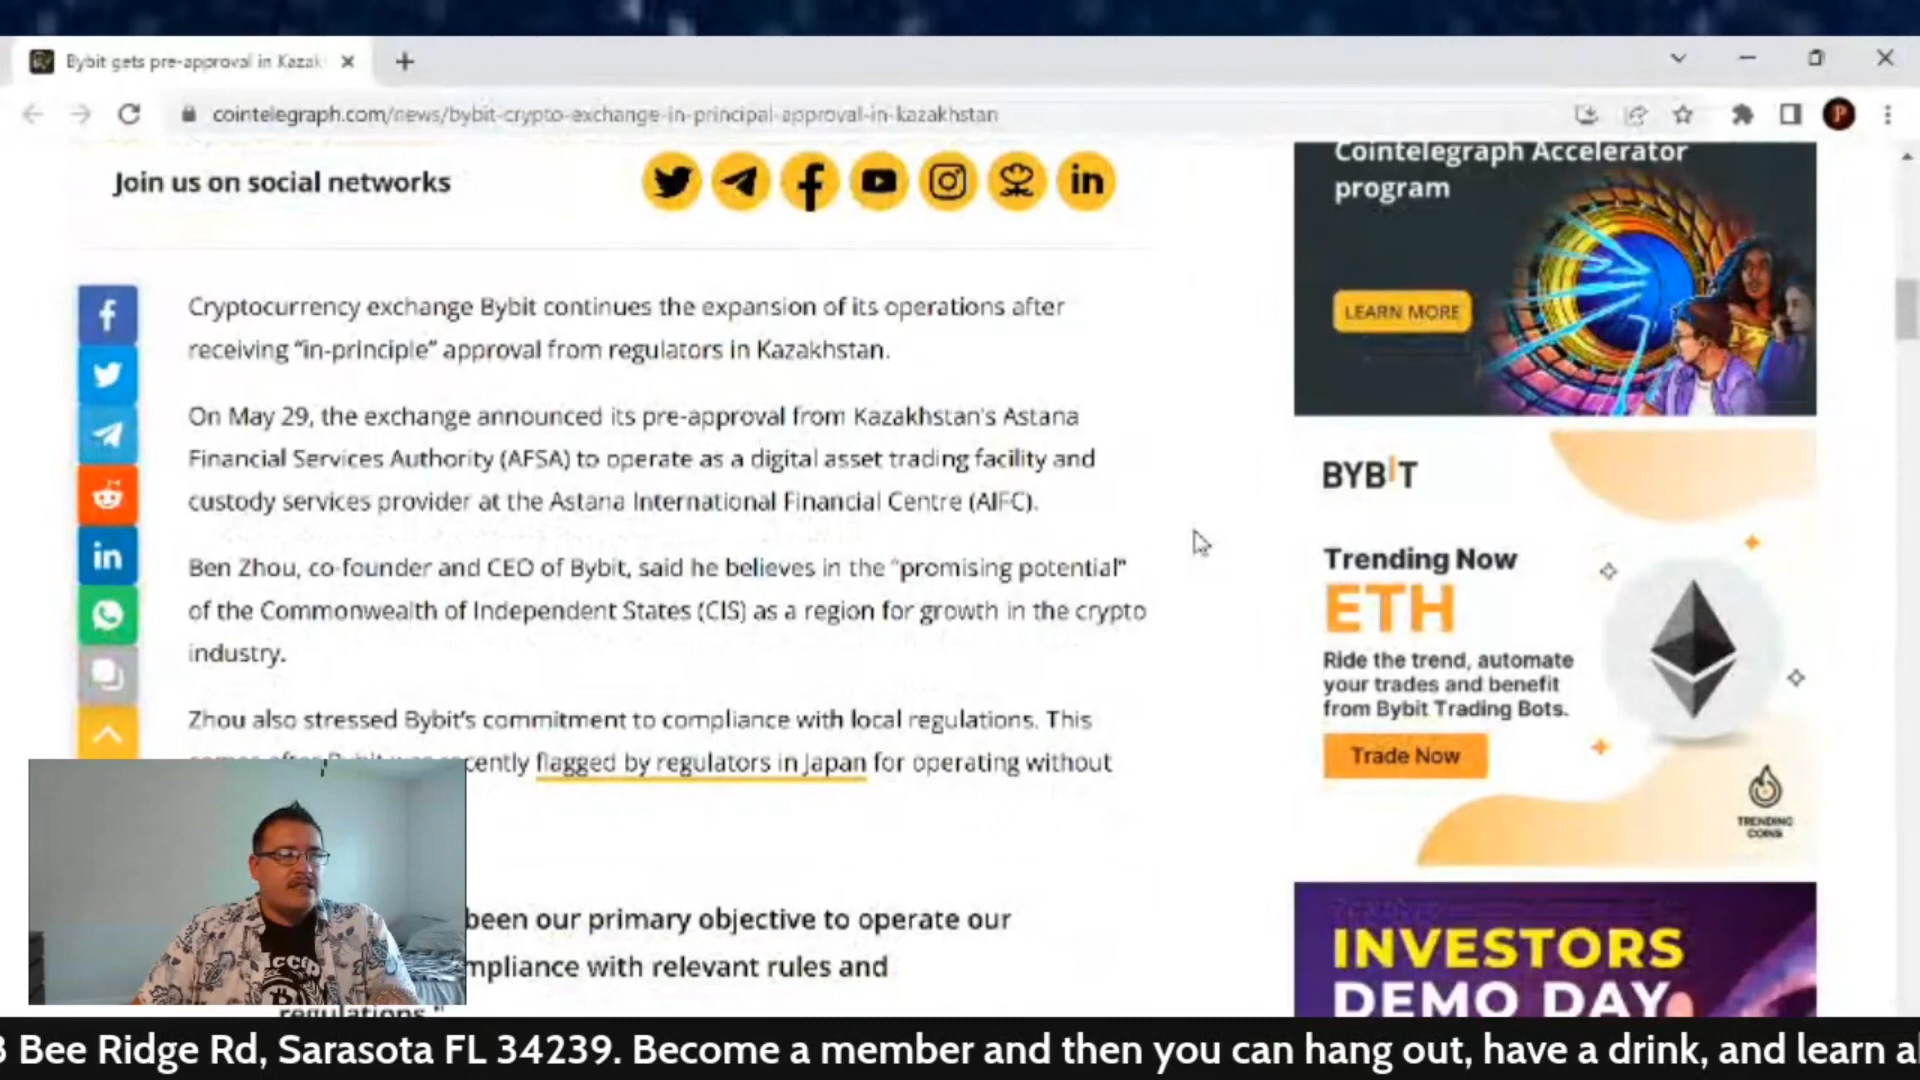 Bybit gets pre-approval in Kazak
cointelegraph.com/news/bybit-crypto-exchange-in-principal-approval-in-kazakhstan
Join us on social networks
Cryptocurrency exchange Bybit continues the expansion of its operations after
receiving "in-principle" approval from regulators in Kazakhstan.
On May 29, the exchange announced its pre-approval from Kazakhstan's Astana
Financial Services Authority (AFSA) to operate as a digital asset trading facility and
custody services provider at the Astana International Financial Centre (AIFC).
Ben Zhou, co-founder and CEO of Bybit, said he believes in the "promising potential"
of the Commonwealth of Independent States (CIS) as a region for growth in the crypto
industry.
Zhou also stressed Bybit's commitment to compliance with local regulations. This
cently flagged by regulators in Japan for operating without
been our primary objective to operate our
mpliance with relevant rules and
regulations."
Cointelegraph Accelerator
program
LEARN MORE
BYBIT
Trending Now
ETH
Ride the trend, automate
your trades and benefit
from Bybit Trading Bots.
Trade Now
TRENDING
COINS
INVESTORS
DEMO DAY
P
accep
3 Bee Ridge Rd, Sarasota FL 34239. Become a member and then you can hang out, have a drink, and learn al